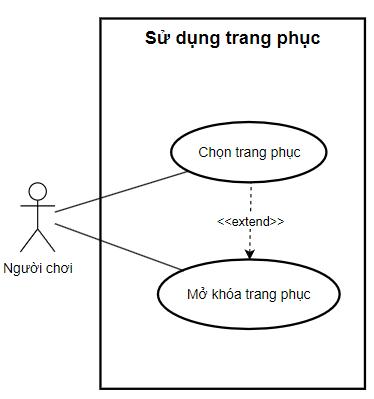 Sử dụng trang phục
Chọn trang phục
<<extend>>
Người chơi
Mở khóa trang phục